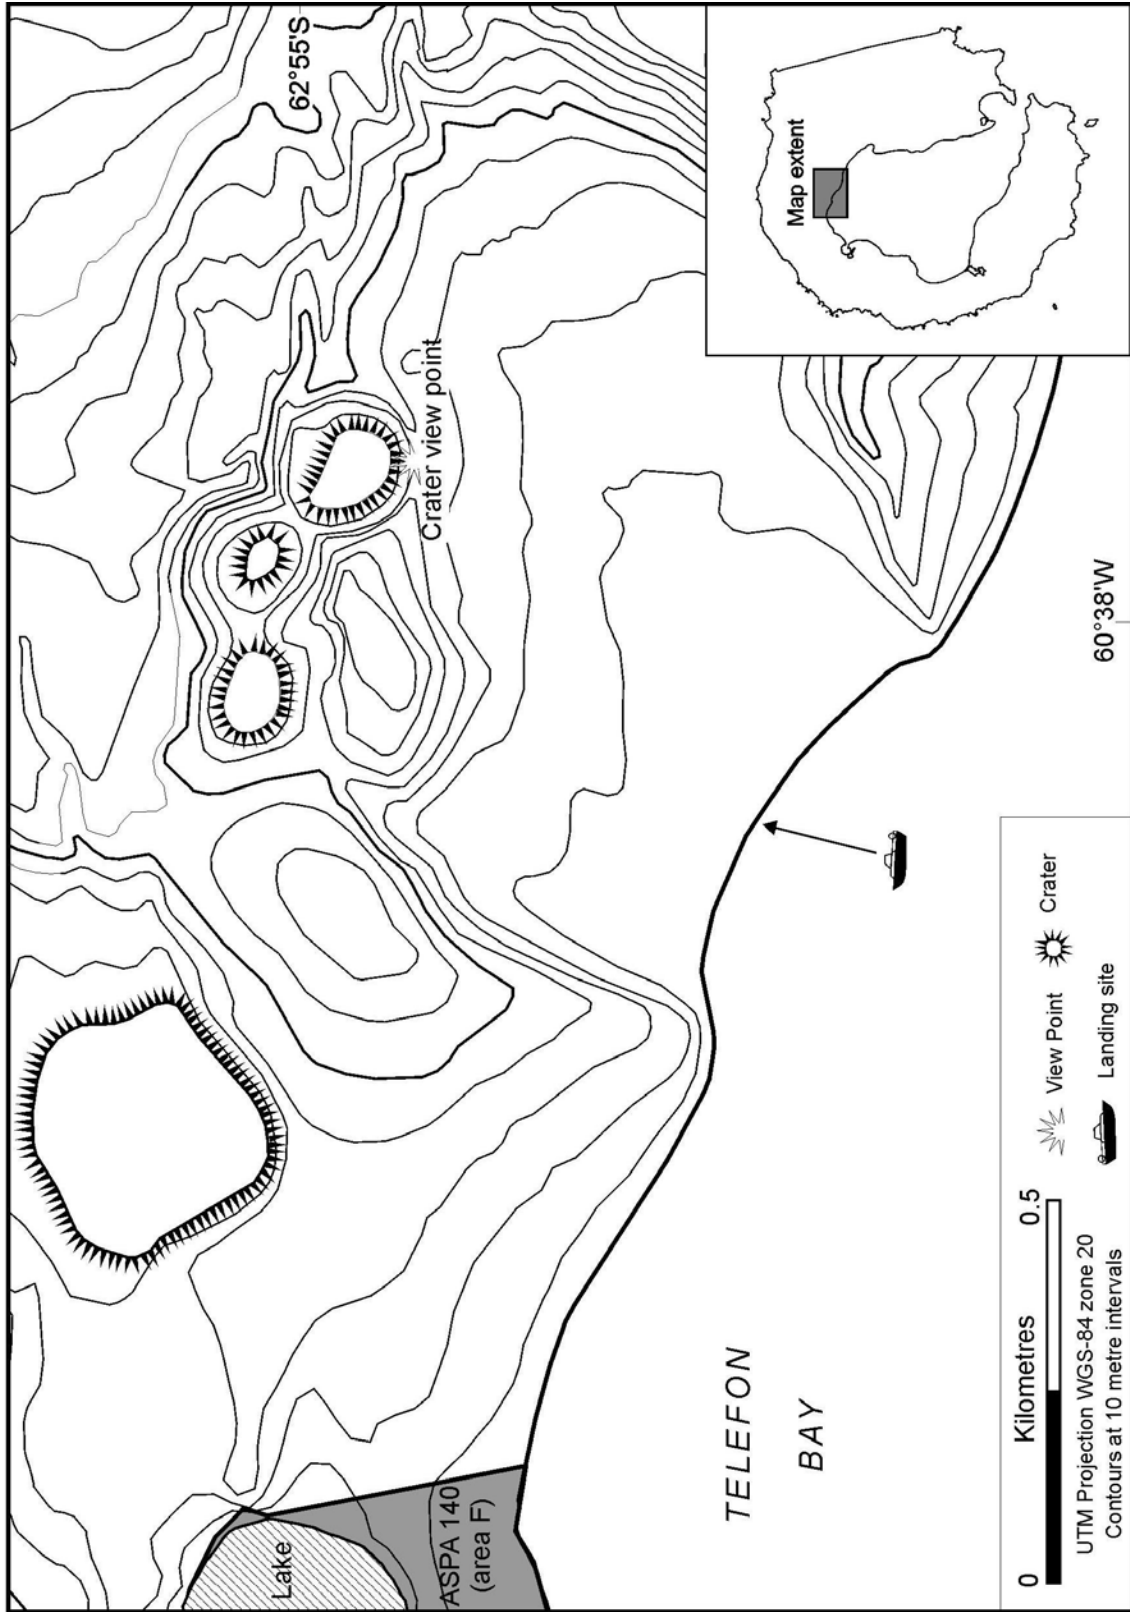 62°55'S
Map extent
Crater view point
60°38'W
Lake
ASPA 140
(area F)
TELEFON
BAY
0 Kilometres 0.5
View Point
Crater
Landing site
UTM Projection WGS-84 zone 20
Contours at 10 metre intervals